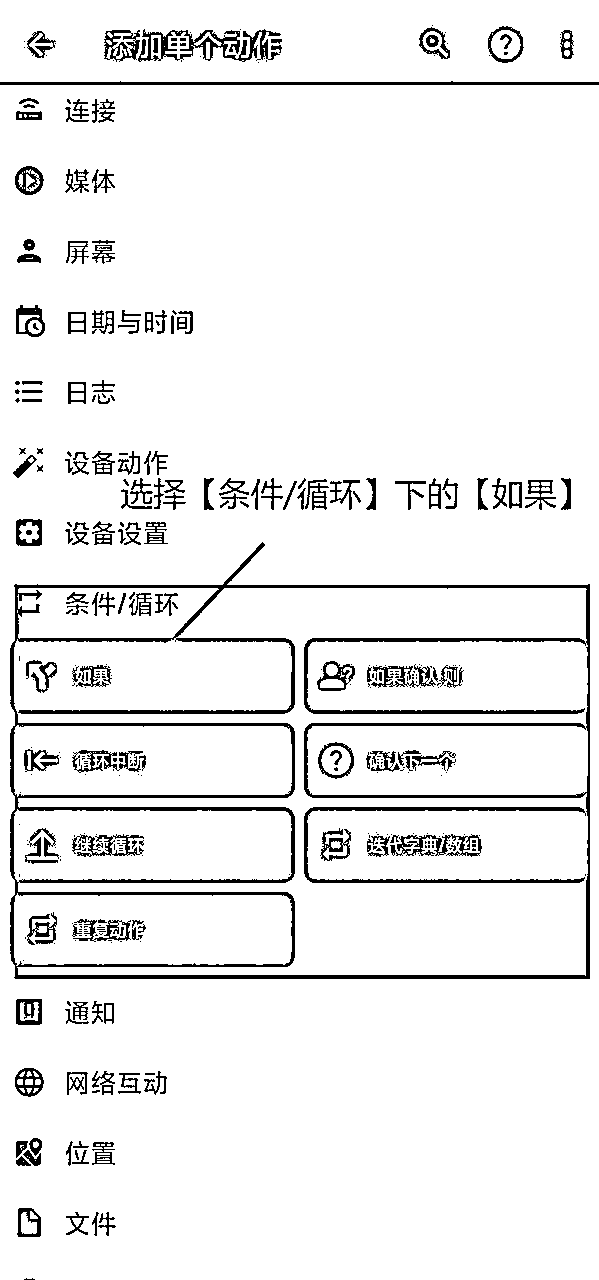 添加单个动作
连接
媒体
屏幕
日期与时间
日志
设备动作
选择【条件/循环】下的【如果】
设备设置
条件/循环
如果
如果确认,则
循环中断
确认下一个
继续循环
迭代字典/数组
重复动作
通知
网络互动
位置
文件